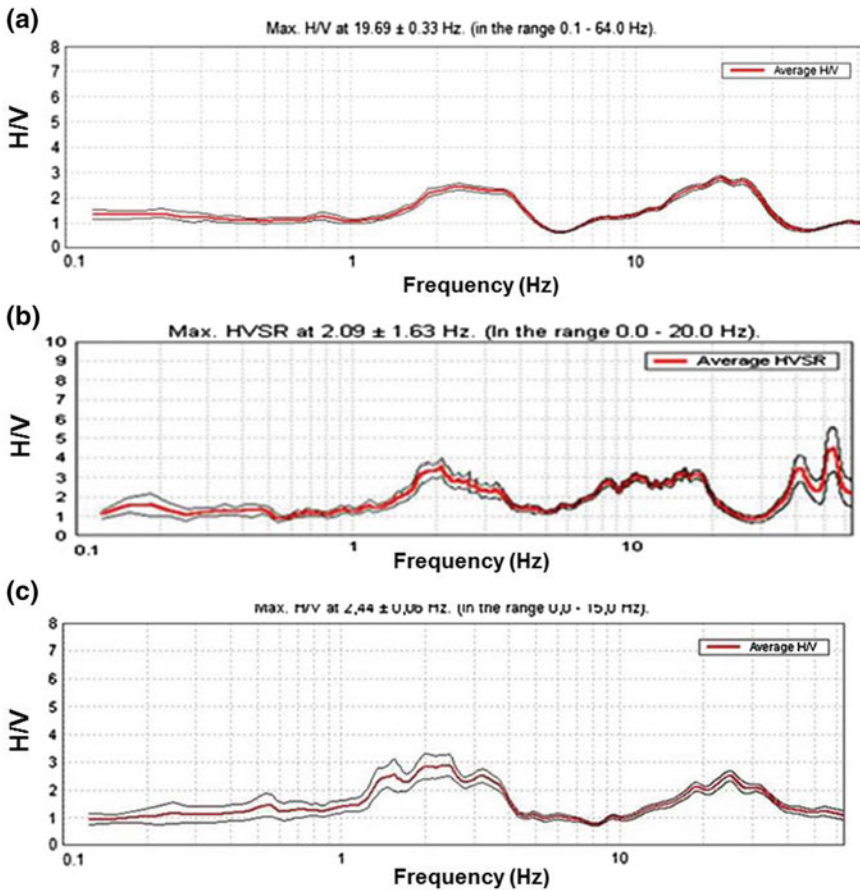 (a)
Max. H/V at 19.69 ± 0.33 Hz. (in the range 0.1 - 64.0 Hz).
8
7
6
5
4
3
2
1
0
H/V
Average H/V
0.1 1 10
Frequency (Hz)
(b)
Max. HVSR at 2.09 ± 1.63 Hz. (In the range 0.0 - 20.0 Hz).
10
9
8
7
6
5
4
3
2
1
0
H/V
Average HVSR
0.1 1 10
Frequency (Hz)
(c)
Max. H/V at 2,44 ± 0,06 Hz. (in the range 0,0 - 15,0 Hz).
8
7
6
5
4
3
2
1
0
H/V
Average H/V
0.1 1 10
Frequency (Hz)